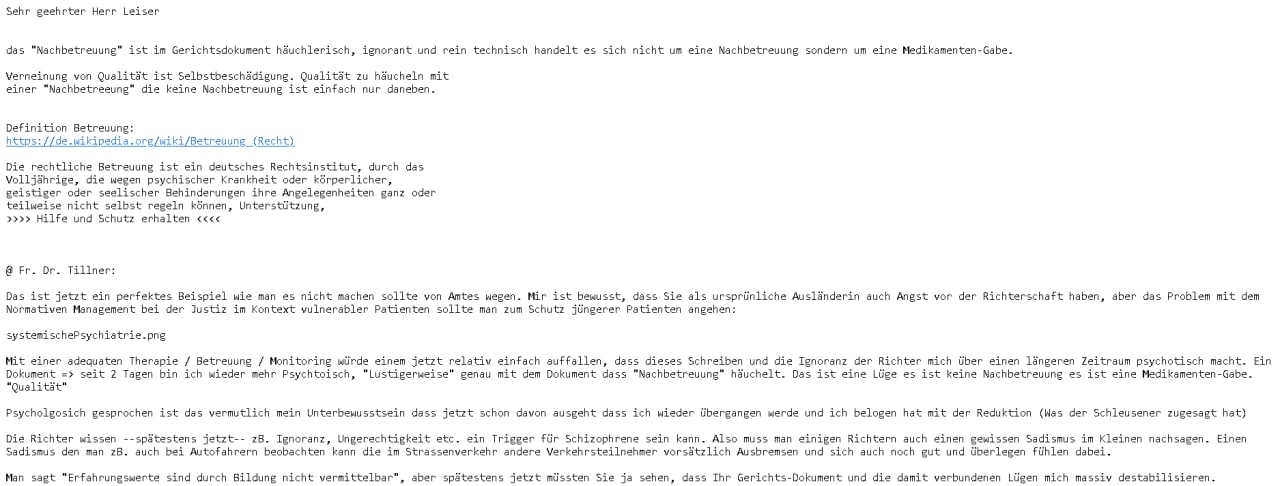 Sehr geehrter Herr Leiser
das "Nachbetreuung" ist im Gerichtsdokument häuchlerisch, ignorant und rein technisch handelt es sich nicht um eine Nachbetreuung sondern um eine Medikamenten-Gabe.
Verneinung von Qualität ist Selbstbeschädigung. Qualität zu häucheln mit
einer "Nachbetreeung" die keine Nachbetreuung ist einfach nur daneben.
Definition Betreuung:
https://de.wikipedia.org/wiki/Betreuung_(Recht)
Die rechtliche Betreuung ist ein deutsches Rechtsinstitut, durch das
Volljährige, die wegen psychischer Krankheit oder körperlicher,
geistiger oder seelischer Behinderungen ihre Angelegenheiten ganz oder
teilweise nicht selbst regeln können, Unterstützung,
>>>> Hilfe und Schutz erhalten <<<<
@ Fr. Dr. Tillner:
Das ist jetzt ein perfektes Beispiel wie man es nicht machen sollte von Amtes wegen. Mir ist bewusst, dass Sie als ursprünliche Ausländerin auch Angst vor der Richterschaft haben, aber das Problem mit dem
Normativen Management bei der Justiz im Kontext vulnerabler Patienten sollte man zum Schutz jüngerer Patienten angehen:
systemischePsychiatrie.png
Mit einer adequaten Therapie / Betreuung / Monitoring würde einem jetzt relativ einfach auffallen, dass dieses Schreiben und die Ignoranz der Richter mich über einen längeren Zeitraum psychotisch macht. Ein
Dokument => seit 2 Tagen bin ich wieder mehr Psychtoisch, "Lustigerweise" genau mit dem Dokument dass "Nachbetreuung" häuchelt. Das ist eine Lüge es ist keine Nachbetreuung es ist eine Medikamenten-Gabe.
"Qualität"
Psycholgosich gesprochen ist das vermutlich mein Unterbewusstsein dass jetzt schon davon ausgeht dass ich wieder übergangen werde und ich belogen hat mit der Reduktion (Was der Schleusener zugesagt hat)
Die Richter wissen --spätestens jetzt-- zB. Ignoranz, Ungerechtigkeit etc. ein Trigger für Schizophrene sein kann. Also muss man einigen Richtern auch einen gewissen Sadismus im Kleinen nachsagen. Einen
Sadismus den man zB. auch bei Autofahrern beobachten kann die im Strassenverkehr andere Verkehrsteilnehmer vorsätzlich Ausbremsen und sich auch noch gut und überlegen fühlen dabei.
Man sagt "Erfahrungswerte sind durch Bildung nicht vermittelbar", aber spätestens jetzt müssten Sie ja sehen, dass Ihr Gerichts-Dokument und die damit verbundenen Lügen mich massiv destabilisieren.